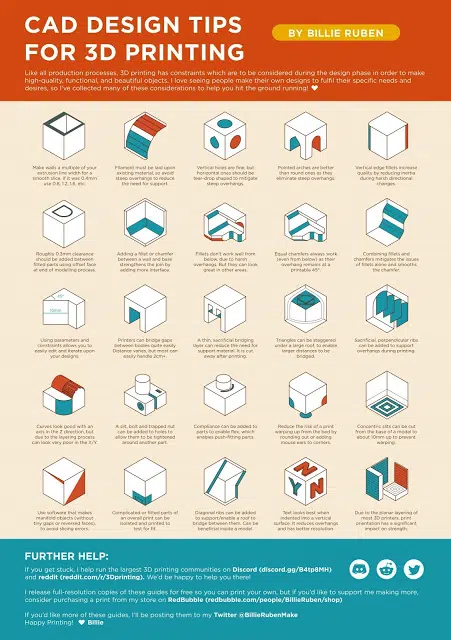 CAD DESIGN TIPS
FOR 3D PRINTING
BY BILLIE RUBEN
Like all production processes, 3D printing has constraints which are to be considered during the design phase in order to make
high-quality, functional, and beautiful objects. I love seeing people make their own designs to fulfil their specific needs and
desires, so I've collected many of these considerations to help you hit the ground running! ♥
Make walls a multiple of your
extrusion line width for a
smooth slice. If it was 0.4mm
use 0.8, 1.2, 1.6, etc.
Filament must be laid upon
existing material, so avoid
steep overhangs to reduce
the need for support.
Vertical holes are fine, but
horizontal ones should be
tear-drop shaped to mitigate
steep overhangs.
Pointed arches are better
than round ones as they
eliminate steep overhangs.
Vertical edge fillets increase
quality by reducing inertia
during harsh directional
changes.
Roughly 0.3mm clearance
should be added between
fitted parts using offset face
at end of modelling process.
Adding a fillet or chamfer
between a wall and base
strengthens the join by
adding more interface.
Fillets don't work well from
below, due to harsh
overhangs. But they can look
great in other areas.
Equal chamfers always work
(even from below) as their
overhang remains at a
printable 45°.
Combining fillets and
chamfers mitigates the issues
of fillets alone and smooths
the chamfer.
45°
Using parameters and
constraints allows you to
easily edit and iterate upon
your designs.
Printers can bridge gaps
between bodies quite easily.
Distance varies, but most can
easily handle 2cm+.
A thin, sacrificial bridging
layer can reduce the need for
support material. It is cut
away after printing.
Triangles can be staggered
under a large roof, to enable
larger distances to be
bridged.
Sacrificial, perpendicular ribs
can be added to support
overhangs during printing.
Curves look good with an
axis in the Z direction, but
due to the layering process
can look very poor in the X/Y.
A slit, bolt and trapped nut
can be added to holes to
allow them to be tightened
around another part.
Compliance can be added to
parts to enable flex, which
enables push-fitting parts.
Reduce the risk of a print
warping up from the bed by
rounding out or adding
mouse ears to corners.
Concentric slits can be cut
from the base of a model to
about 10mm up to prevent
warping.
Use software that makes
manifold objects (without
tiny gaps or reversed faces),
to avoid slicing errors.
Complicated or fitted parts of
an overall print can be
isolated and printed to
test for fit.
Diagonal ribs can be added
to support/enable a roof to
bridge between them. Can be
beneficial inside a model.
Text looks best when
indented into a vertical
surface. It reduces overhangs
and has better resolution.
Due to the planar layering of
most 3D printers, print
orientation has a significant
impact on strength.
FURTHER HELP:
If you get stuck, I help run the largest 3D printing communities on Discord (discord.gg/B4tp8MH)
and reddit (reddit.com/r/3Dprinting). We'd be happy to help you there!
I release full-resolution copies of these guides for free so you can print your own, but if you'd like to support me making more,
consider purchasing a print from my store on RedBubble (redbubble.com/people/BillieRuben/shop)
If you'd like more of these guides, I'll be posting them to my Twitter @BillieRubenMake
Happy Printing! ♥ Billie